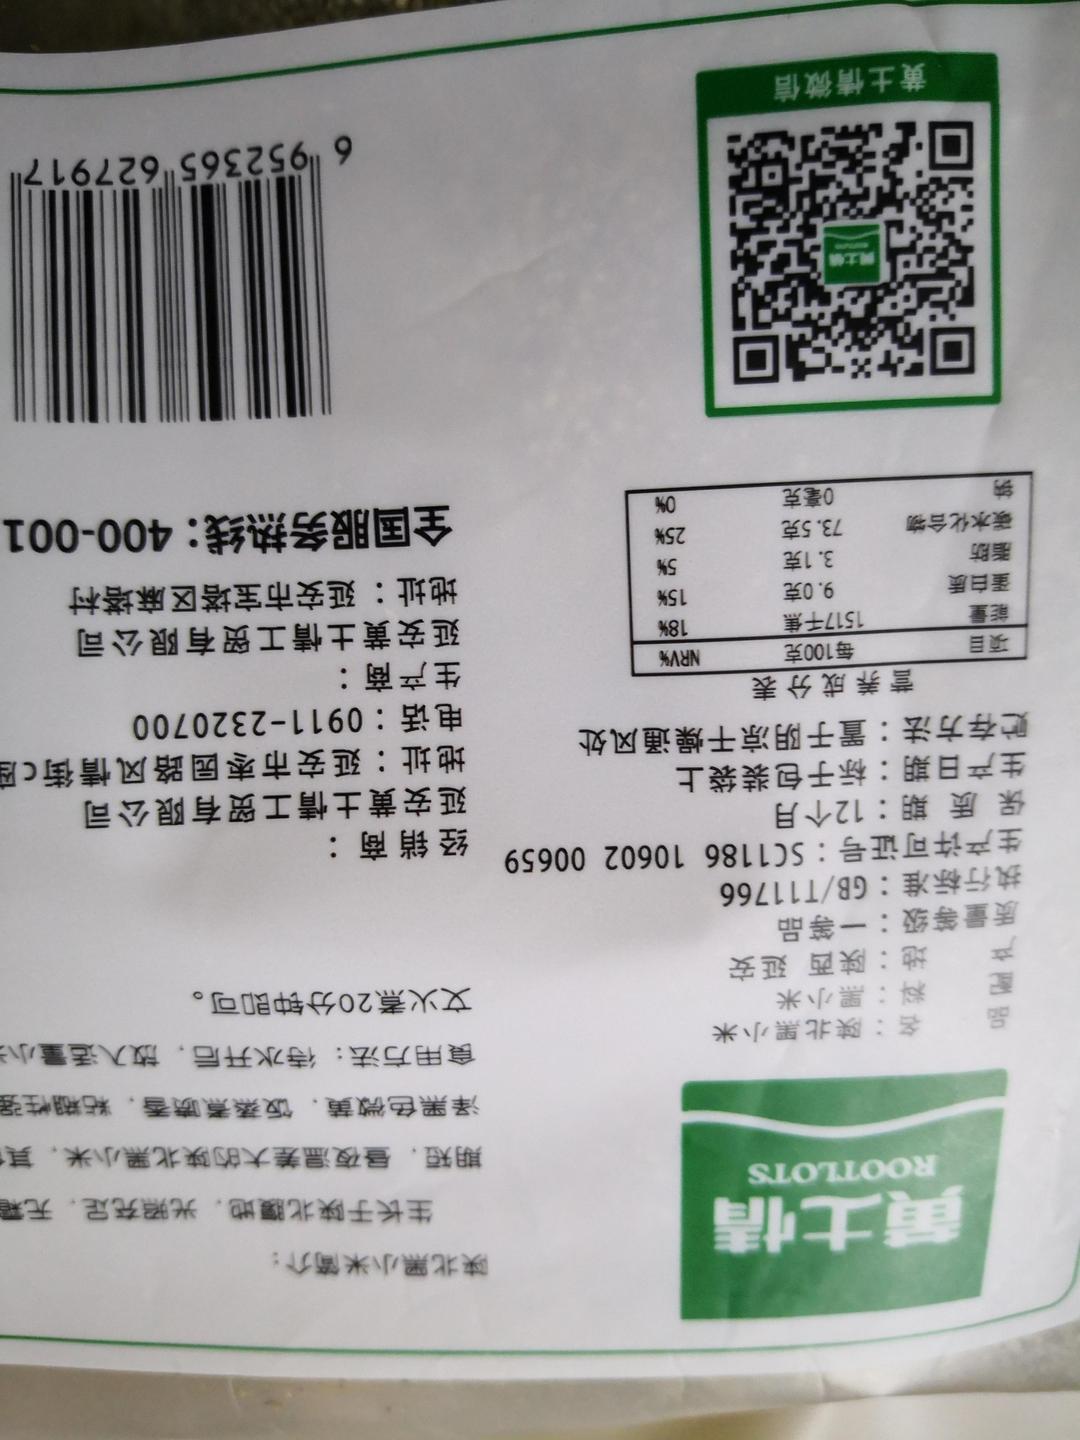 黄土情
ROOTLOTS
品 名：陕北黑小米
配 料：黑小米
产 地：陕西 延安
质量等级：一等品
执行标准：GB/T11766
生产许可证号：SC1186 10602 00659
保 质 期：12个月
生产日期：标于包装袋上
贮存方法：置于阴凉干燥通风处
营养成分表
项目 每100克 NRV%
能量 1517千焦 18%
蛋白质 9.0克 15%
脂肪 3.1克 5%
碳水化合物 73.5克 25%
钠 0毫克 0%
黄土情
黄土情微信
陕北黑小米简介：
生长于陕北腹地，光照充足，无霜
期短，昼夜温差大的陕北黑小米，其
泽黑色微黄，饭蒸煮喷香，粘糊性强
食用方法：待水开后，放入适量小米
文火煮20分钟即可。
经销商：
延安黄土情工贸有限公司
地址：延安市枣园路风情街C区
电话：0911-2320700
生产商：
延安黄土情工贸有限公司
地址：延安市宝塔区麻塔村
全国服务热线：400-001
6 952365 627917